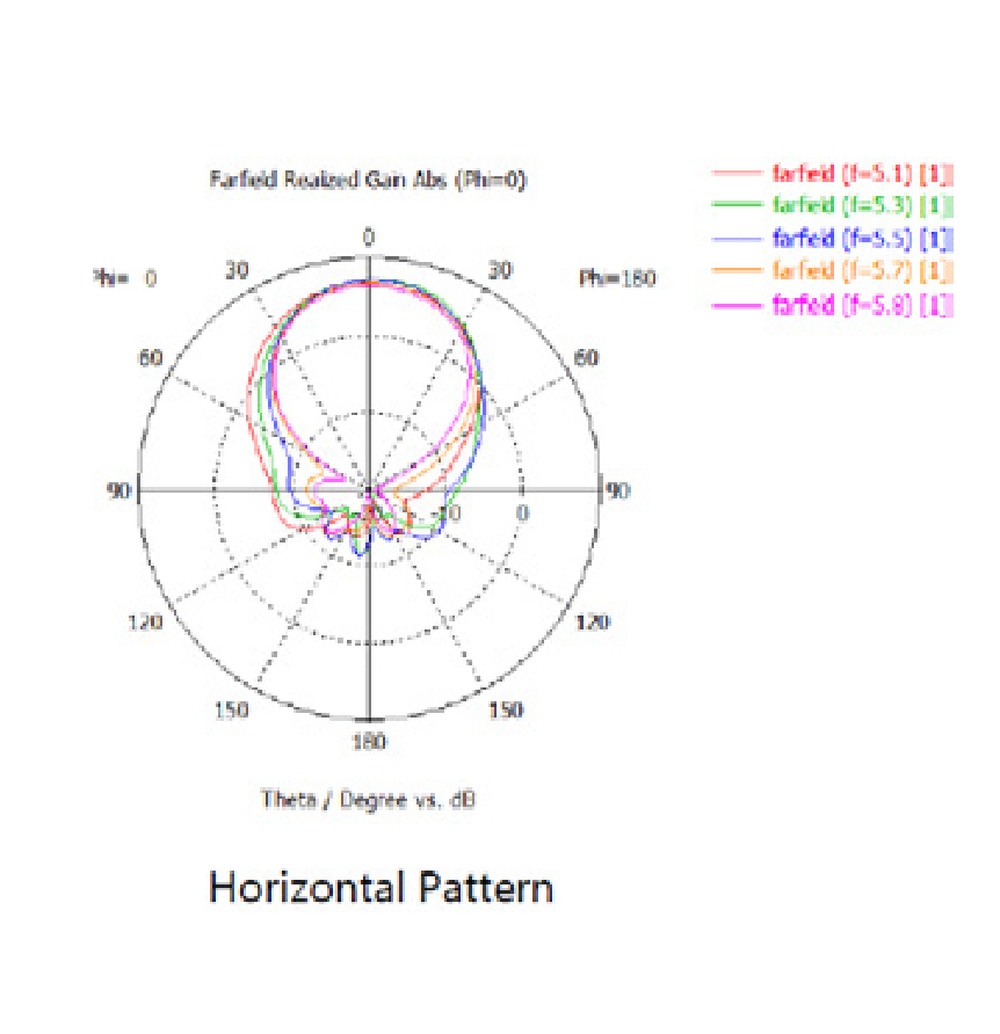 Farfield Realized Gain Abs (Phi=0)
farfield (f=5.1) [1]
farfield (f=5.3) [1]
farfield (f=5.5) [1]
farfield (f=5.7) [1]
farfield (f=5.8) [1]
0
Phi= 0
30
30
Phi=180
60
60
90
90
0
120
120
150
150
180
Theta / Degree vs. dB
Horizontal Pattern